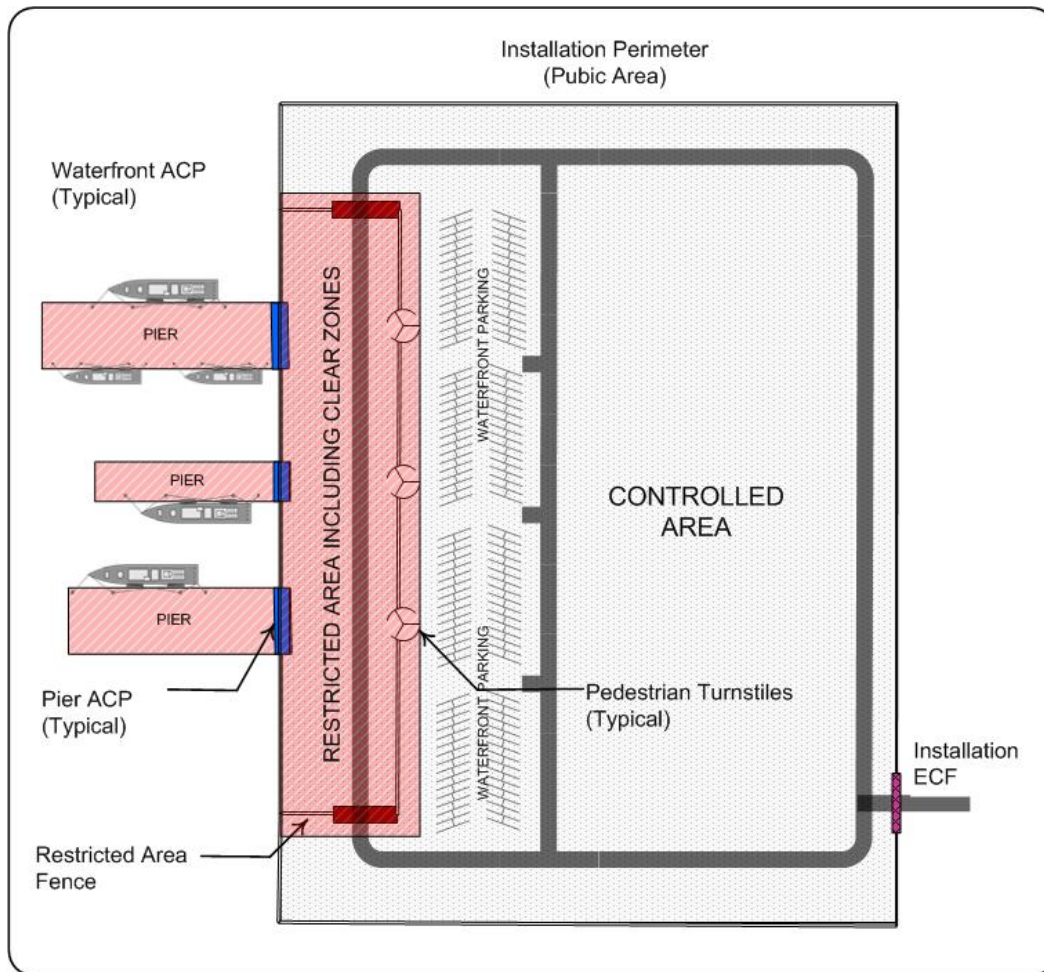 Installation Perimeter
(Pubic Area)
Waterfront ACP
(Typical)
PIER
PIER
PIER
RESTRICTED AREA INCLUDING CLEAR ZONES
WATERFRONT PARKING
WATERFRONT PARKING
CONTROLLED
AREA
Pier ACP
(Typical)
Pedestrian Turnstiles
(Typical)
Installation
ECF
Restricted Area
Fence